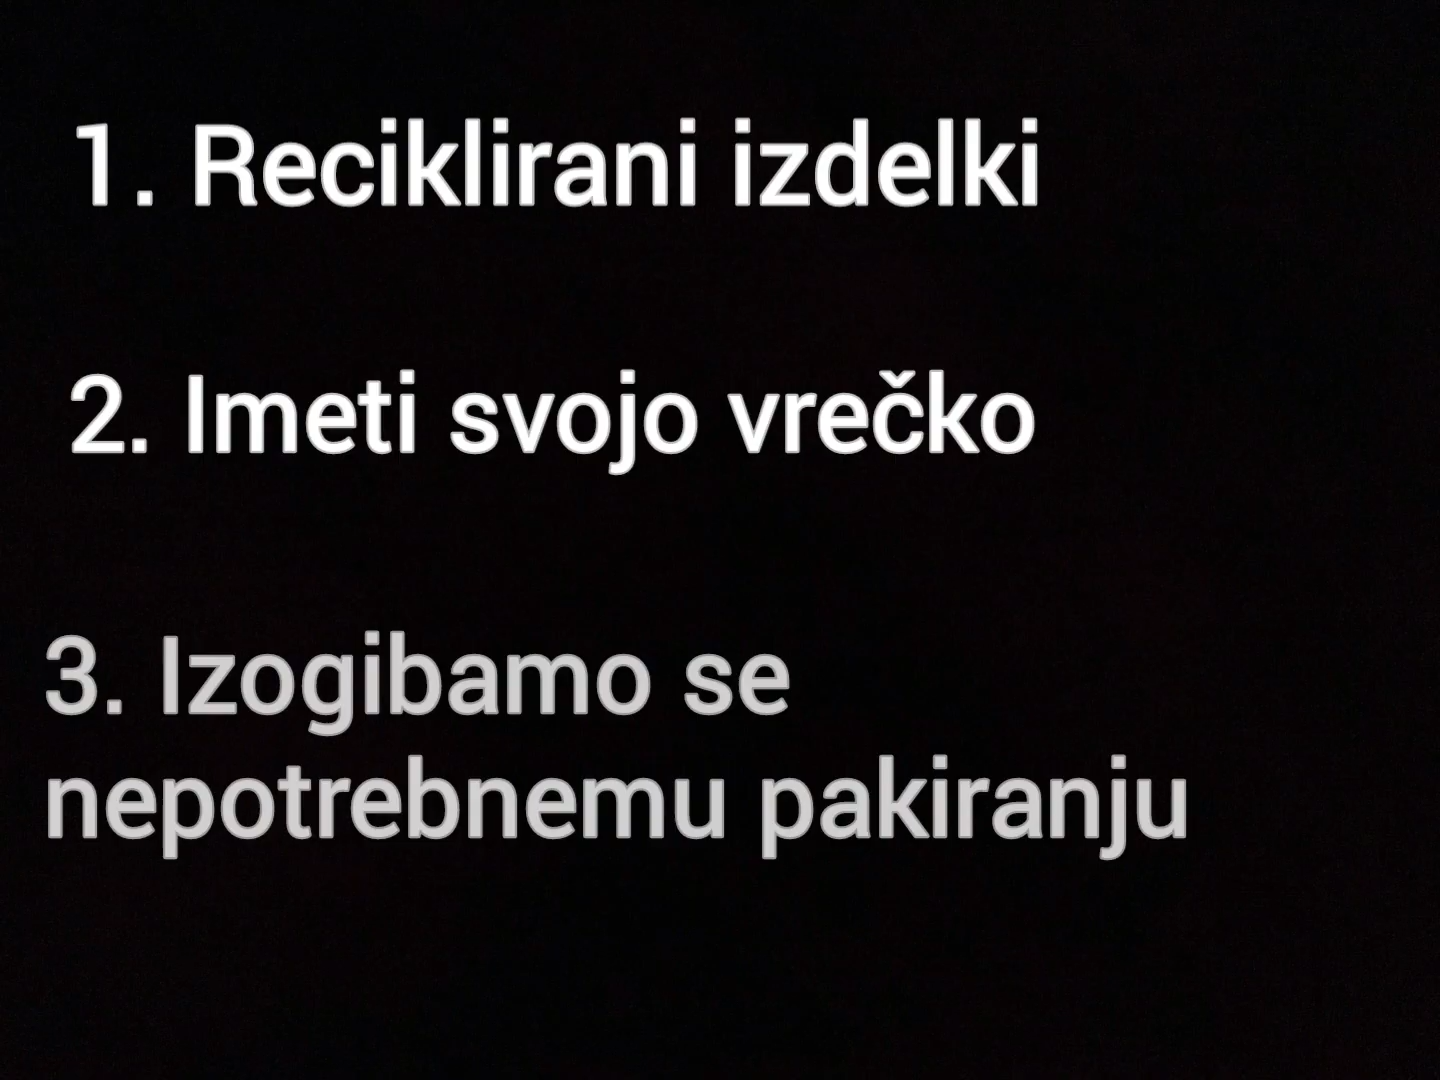 1. Reciklirani izdelki
2. Imeti svojo vrečko
3. Izogibamo se
nepotrebnemu pakiranju